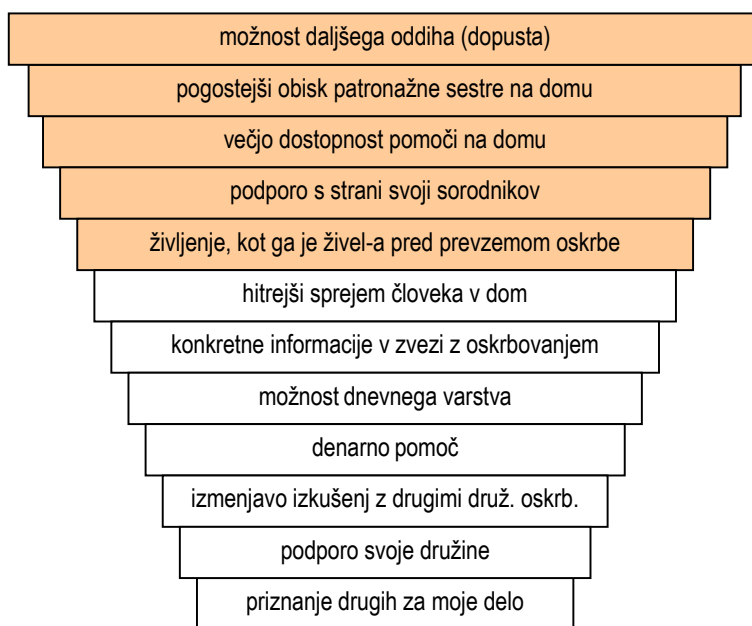 možnost daljšega oddiha (dopusta)
pogostejši obisk patronažne sestre na domu
večjo dostopnost pomoči na domu
podporo s strani svoji sorodnikov
življenje, kot ga je živel-a pred prevzemom oskrbe
hitrejši sprejem človeka v dom
konkretne informacije v zvezi z oskrbovanjem
možnost dnevnega varstva
denarno pomoč
izmenjavo izkušenj z drugimi druž. oskrb.
podporo svoje družine
priznanje drugih za moje delo